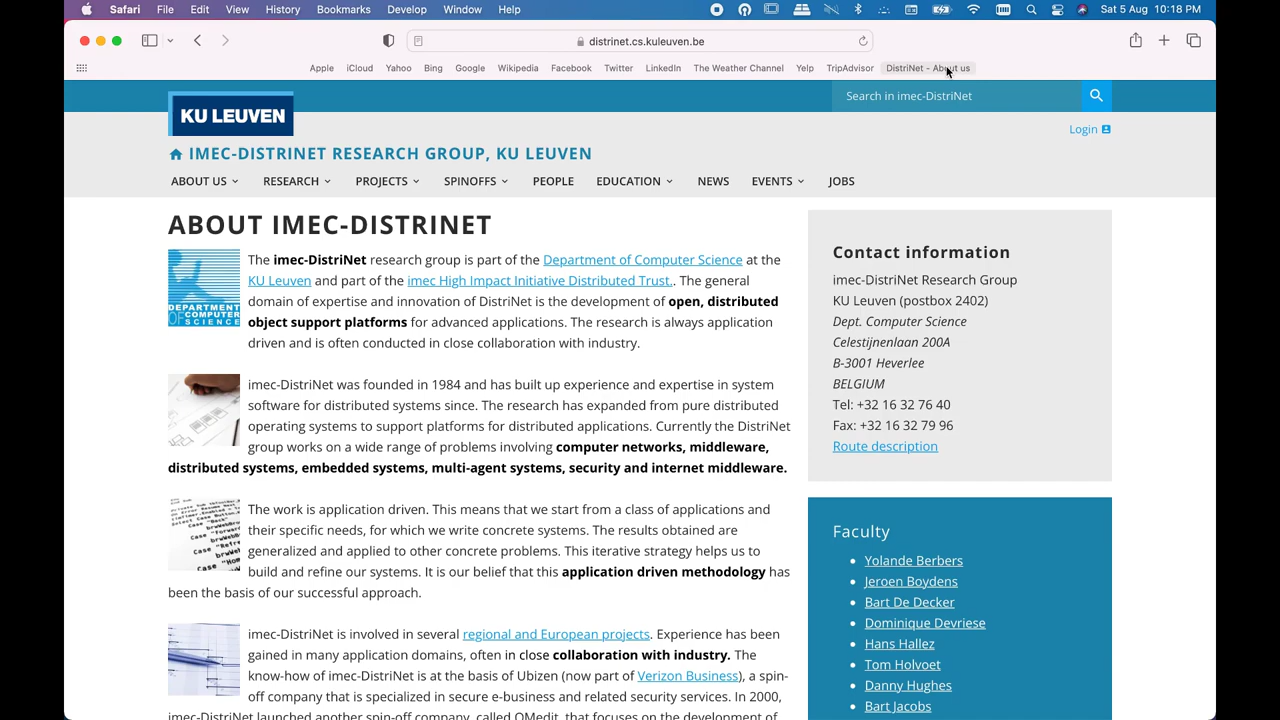 Safari File Edit View History Bookmarks Develop Window Help Sat 5 Aug 10:18 PM
distrinet.cs.kuleuven.be
Apple iCloud Yahoo Bing Google Wikipedia Facebook Twitter LinkedIn The Weather Channel Yelp TripAdvisor DistriNet - About us
Search in imec-DistriNet
KU LEUVEN
Login
IMEC-DISTRINET RESEARCH GROUP, KU LEUVEN
ABOUT US RESEARCH PROJECTS SPINOFFS PEOPLE EDUCATION NEWS EVENTS JOBS
ABOUT IMEC-DISTRINET
DEPARTMENT
OF COMPUTER
SCIENCE
The imec-DistriNet research group is part of the Department of Computer Science at the
KU Leuven and part of the imec High Impact Initiative Distributed Trust.. The general
domain of expertise and innovation of DistriNet is the development of open, distributed
object support platforms for advanced applications. The research is always application
driven and is often conducted in close collaboration with industry.
imec-DistriNet was founded in 1984 and has built up experience and expertise in system
software for distributed systems since. The research has expanded from pure distributed
operating systems to support platforms for distributed applications. Currently the DistriNet
group works on a wide range of problems involving computer networks, middleware,
distributed systems, embedded systems, multi-agent systems, security and internet middleware.
The work is application driven. This means that we start from a class of applications and
their specific needs, for which we write concrete systems. The results obtained are
generalized and applied to other concrete problems. This iterative strategy helps us to
build and refine our systems. It is our belief that this application driven methodology has
been the basis of our successful approach.
imec-DistriNet is involved in several regional and European projects. Experience has been
gained in many application domains, often in close collaboration with industry. The
know-how of imec-DistriNet is at the basis of Ubizen (now part of Verizon Business), a spin-
off company that is specialized in secure e-business and related security services. In 2000,
imec-DistriNet launched another spin-off company, called QMedit, that focuses on the development of
Contact information
imec-DistriNet Research Group
KU Leuven (postbox 2402)
Dept. Computer Science
Celestijnenlaan 200A
B-3001 Heverlee
BELGIUM
Tel: +32 16 32 76 40
Fax: +32 16 32 79 96
Route description
Faculty
Yolande Berbers
Jeroen Boydens
Bart De Decker
Dominique Devriese
Hans Hallez
Tom Holvoet
Danny Hughes
Bart Jacobs